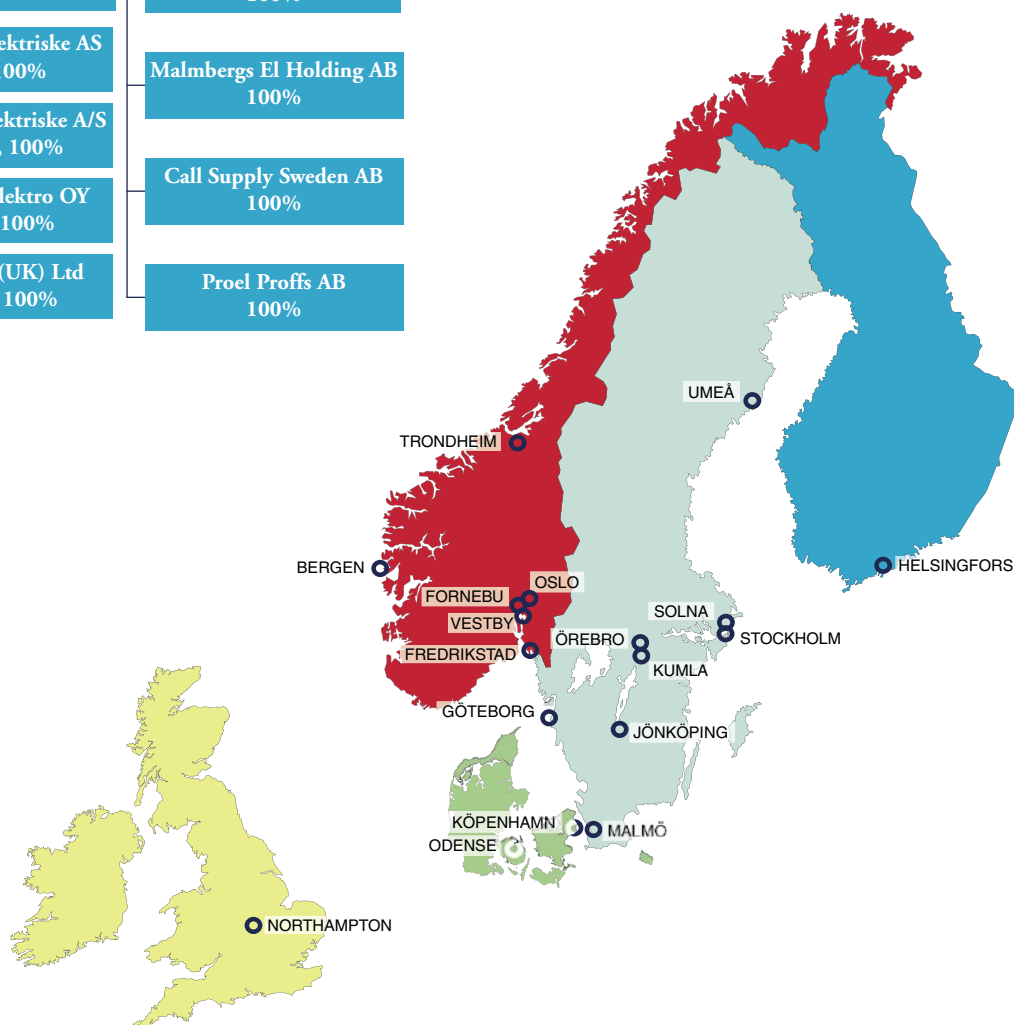 100%
ektriske AS
100%
Malmbergs El Holding AB
100%
ektriske A/S
, 100%
Call Supply Sweden AB
100%
lektro OY
100%
(UK) Ltd
100%
Proel Proffs AB
100%
UMEÅ
TRONDHEIM
BERGEN
HELSINGFORS
OSLO
FORNEBU
VESTBY
SOLNA
STOCKHOLM
ÖREBRO
FREDRIKSTAD
KUMLA
GÖTEBORG
JÖNKÖPING
KÖPENHAMN
MALMÖ
ODENSE
NORTHAMPTON